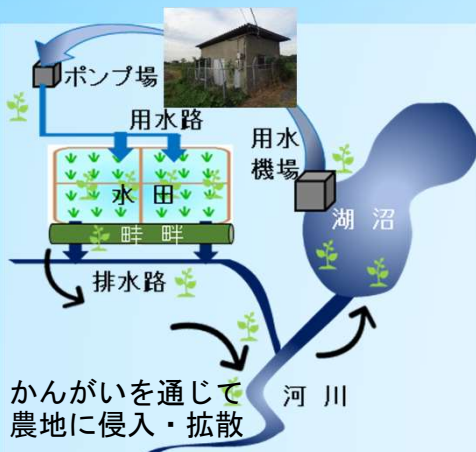 ポンプ場
用水路
用水
機場
水田
湖沼
畦畔
排水路
河川
かんがいを通じて
農地に侵入・拡散